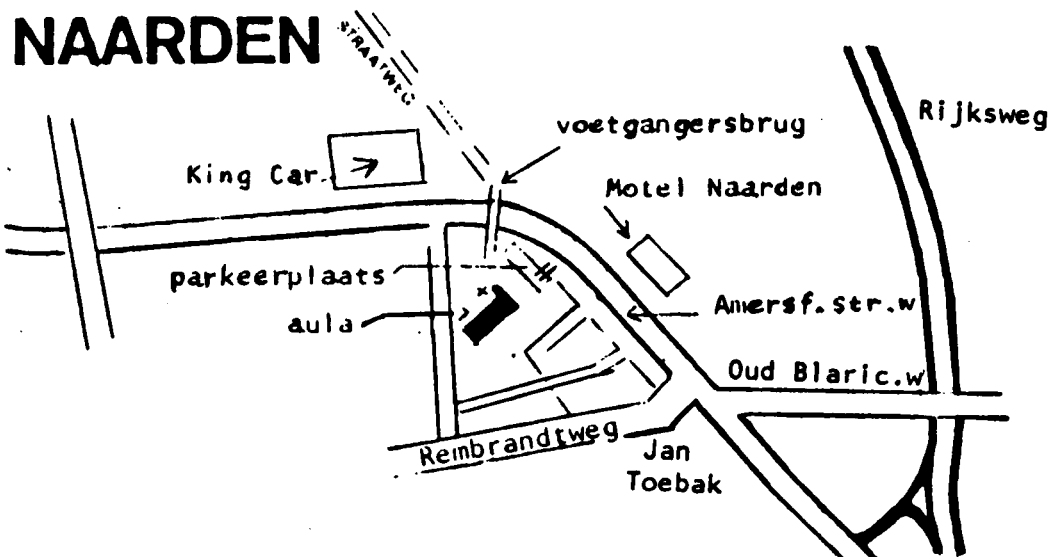 NAARDEN
STRAATWEG
Rijksweg
voetgangersbrug
King Car.
Motel Naarden
parkeerplaats
x
Amersf.Str.w
aula
Oud Blaric.w
Rembrandtweg
Jan
Toebak